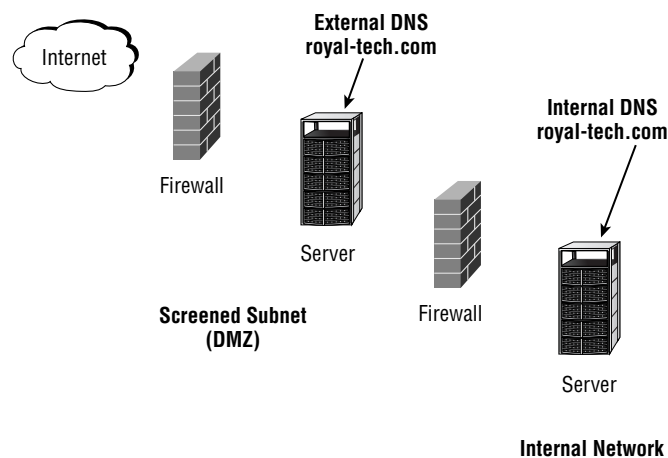 External DNS
royal-tech.com
Internet
Internal DNS
royal-tech.com
Firewall
Server
Screened Subnet
(DMZ)
Firewall
Server
Internal Network